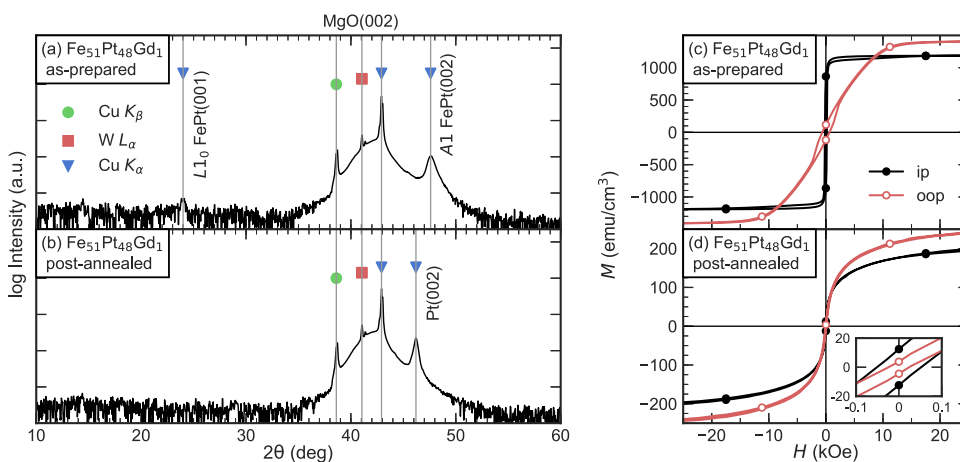 MgO(002)
(a) Fe₅₁Pt₄₈Gd₁
as-prepared
Cu Kβ
W Lα
Cu Kα
L1₀ FePt(001)
A1 FePt(002)
(b) Fe₅₁Pt₄₈Gd₁
post-annealed
Pt(002)
log Intensity (a.u.)
10 20 30 40 50 60
2θ (deg)
(c) Fe₅₁Pt₄₈Gd₁
as-prepared
1000
500
0
−500
−1000
ip
oop
M (emu/cm³)
(d) Fe₅₁Pt₄₈Gd₁
post-annealed
200
100
0
−100
−200
20
0
−20
−0.1 0 0.1
−20 −10 0 10 20
H (kOe)